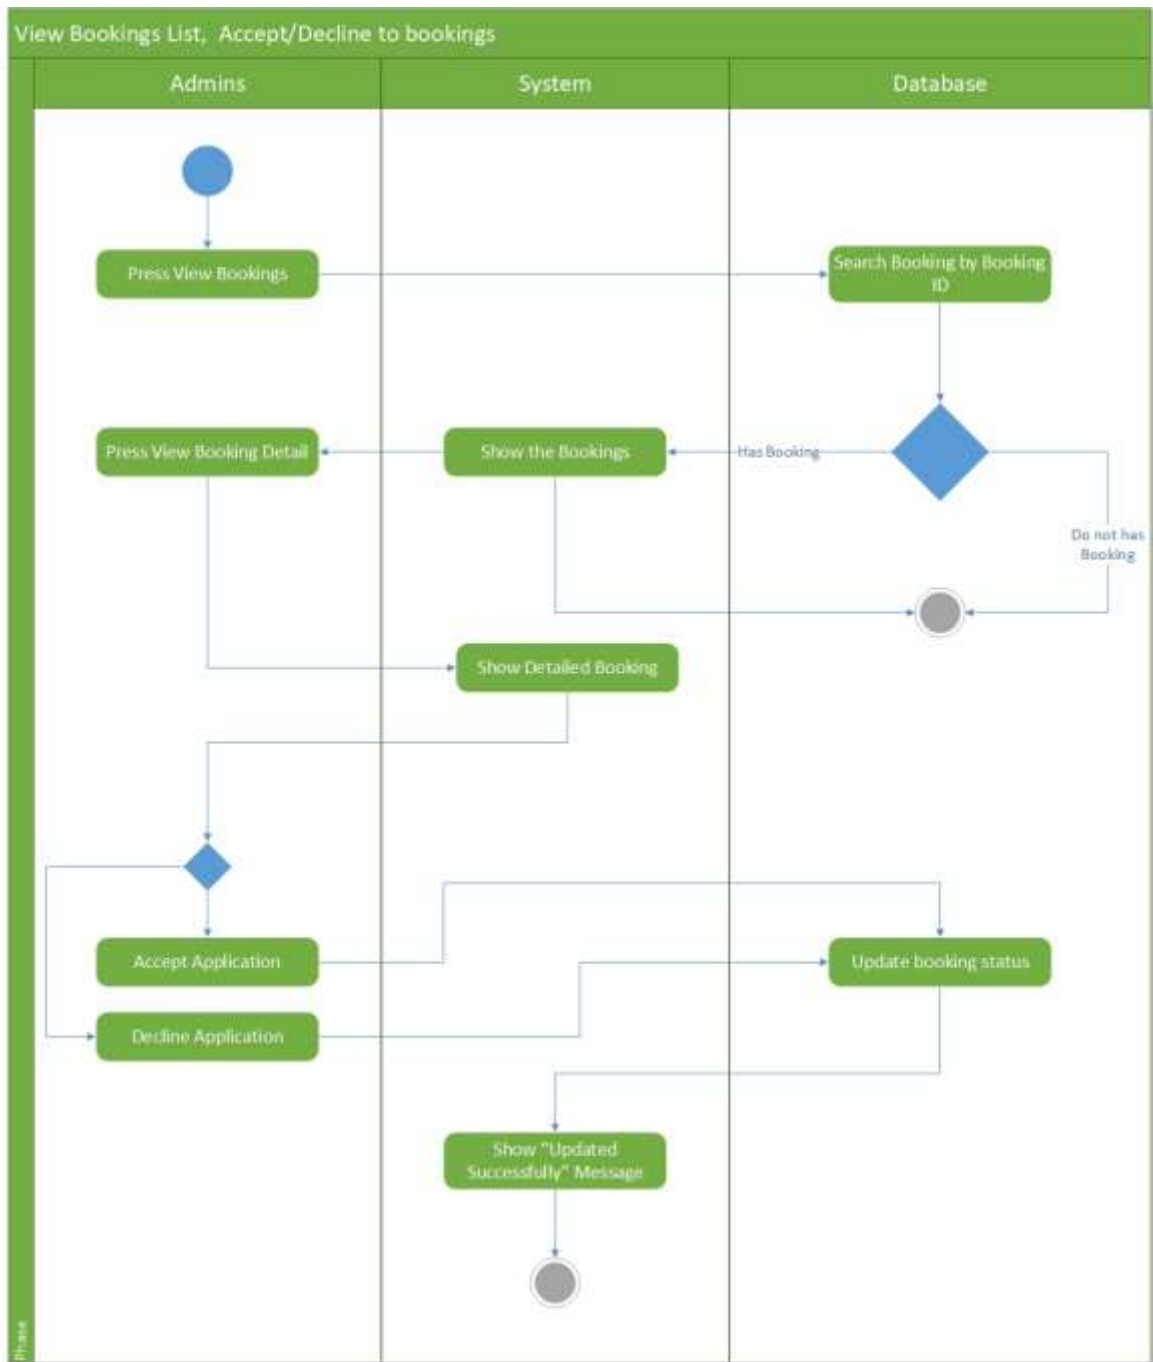 View Bookings List,  Accept/Decline to bookings
Admins
System
Database
Press View Bookings
Search Booking by Booking
ID
Press View Booking Detail
Show the Bookings
Has Booking
Do not has
Booking
Show Detailed Booking
Accept Application
Update booking status
Decline Application
Show "Updated
Successfully" Message
Phase